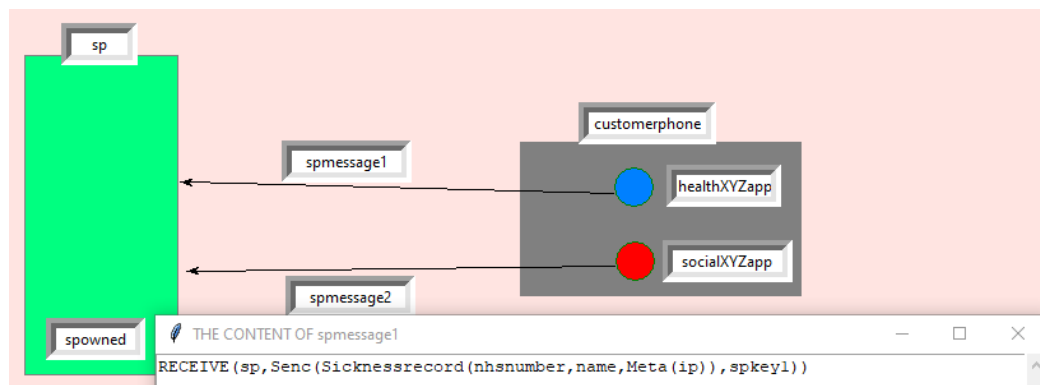 sp
customerphone
spmessage1
healthXYZapp
socialXYZapp
spmessage2
spowned
THE CONTENT OF spmessage1
RECEIVE(sp,Senc(Sicknessrecord(nhsnumber,name,Meta(ip)),spkey1))